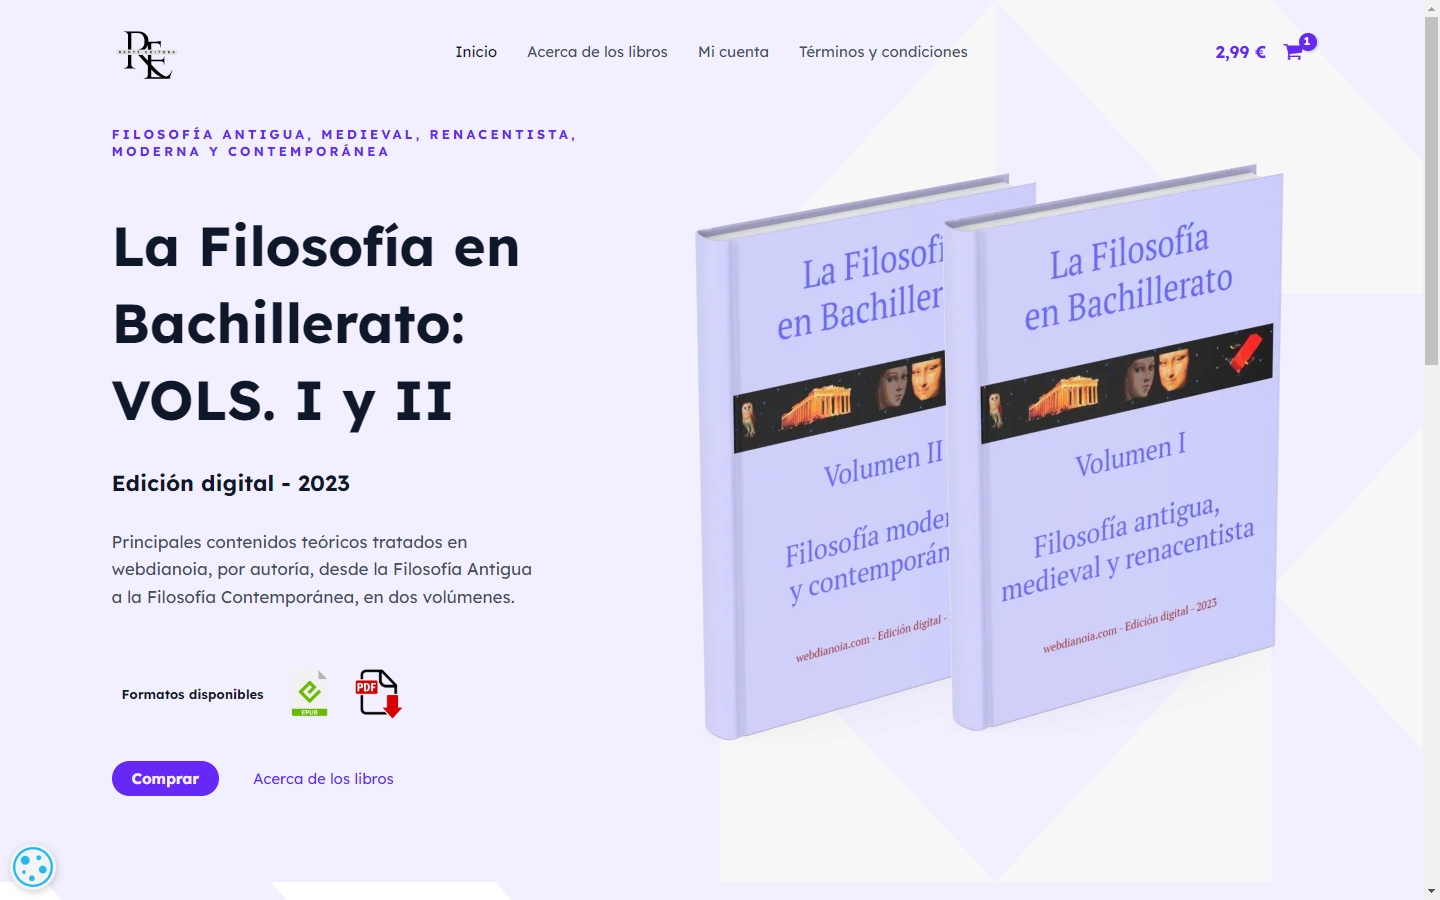 RE
Inicio
Acerca de los libros
Mi cuenta
Términos y condiciones
2,99 €
1
FILOSOFÍA ANTIGUA, MEDIEVAL, RENACENTISTA,
MODERNA Y CONTEMPORÁNEA
La Filosofía en
Bachillerato:
VOLS. I y II
Edición digital - 2023
Principales contenidos teóricos tratados en
webdianoia, por autoría, desde la Filosofía Antigua
a la Filosofía Contemporánea, en dos volúmenes.
Formatos disponibles
EPUB
PDF
Comprar
Acerca de los libros
La Filosofí
en Bachiller
Volumen II
Filosofía moder
y contemporán
webdianoia.com - Edición digital -
La Filosofía
en Bachillerato
Volumen I
Filosofía antigua,
medieval y renacentista
webdianoia.com - Edición digital - 2023